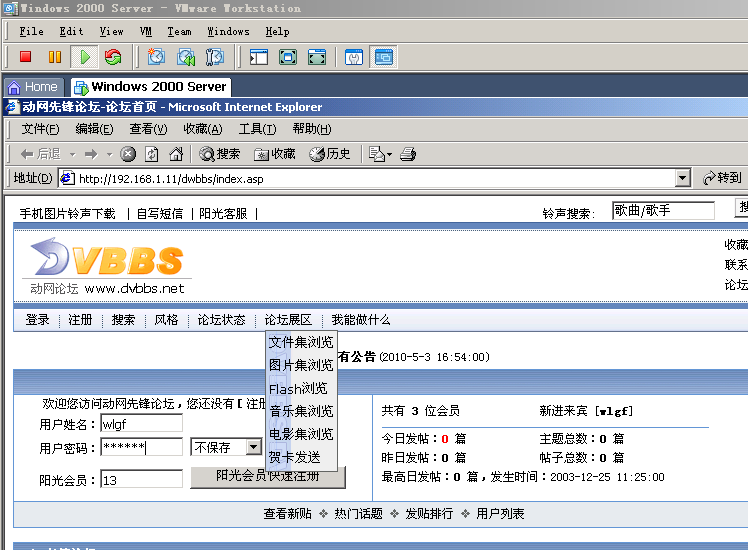 Windows 2000 Server - VMware Workstation
File Edit View VM Team Windows Help
Home Windows 2000 Server
动网先锋论坛-论坛首页 - Microsoft Internet Explorer
文件(F) 编辑(E) 查看(V) 收藏(A) 工具(T) 帮助(H)
后退 搜索 收藏 历史
地址(D) http://192.168.1.11/dwbbs/index.asp 转到
手机图片铃声下载 | 自写短信 | 阳光客服 | 铃声搜索: 歌曲/歌手
收藏
DVBBS
联系
动网论坛 www.dvbbs.net
论坛
登录 注册 搜索 风格 论坛状态 论坛展区 我能做什么
文件集浏览
有公告(2010-5-3 16:54:00)
图片集浏览
Flash浏览
音乐集浏览
电影集浏览
贺卡发送
欢迎您访问动网先锋论坛，您还没有[ 注册
用户姓名： wlgf
用户密码： ****** 不保存
阳光会员： 13 阳光会员快速注册
共有 3 位会员 新进来宾 [wlgf]
今日发帖：0 篇 主题总数：0 篇
昨日发帖：0 篇 帖子总数：0 篇
最高日发帖：0 篇，发生时间：2003-12-25 11:25:00
查看新贴 ❖ 热门话题 ❖ 发贴排行 ❖ 用户列表